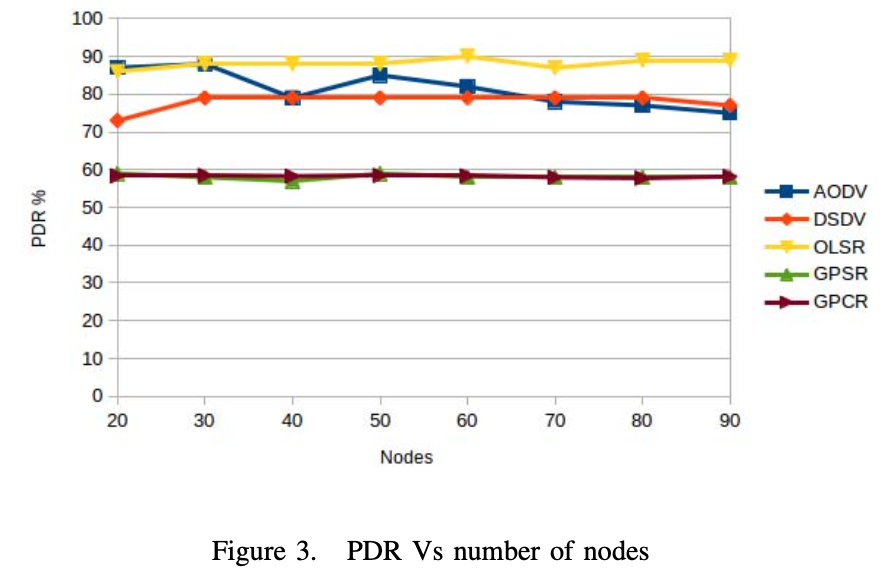 100
90
80
70
60
50
40
30
20
10
0
PDR %
20 30 40 50 60 70 80 90
Nodes
AODV
DSDV
OLSR
GPSR
GPCR
Figure 3. PDR Vs number of nodes